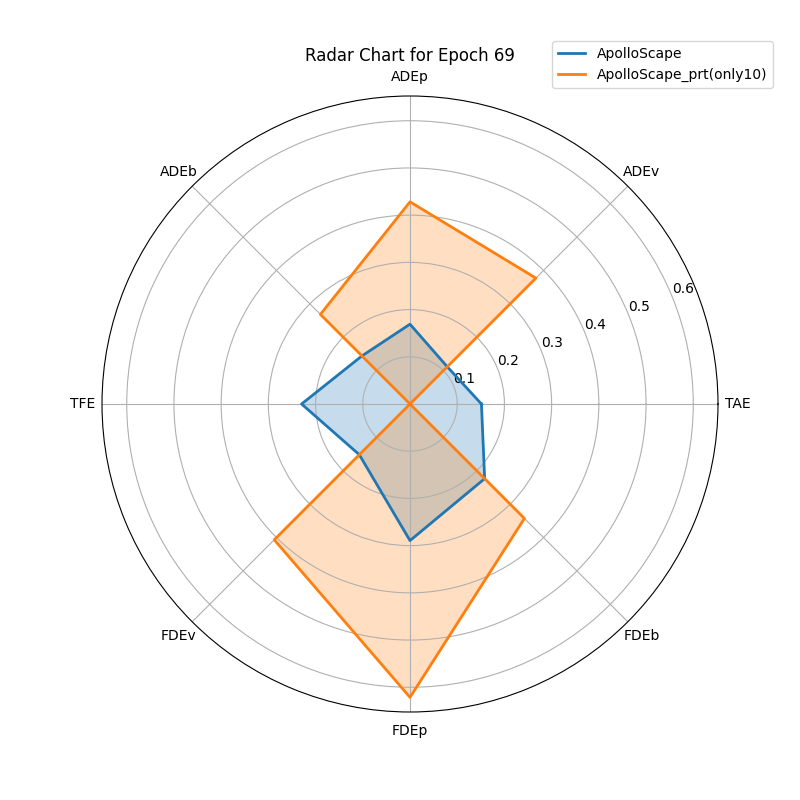 Radar Chart for Epoch 69
ApolloScape
ApolloScape_prt(only10)
ADEp
ADEb
ADEv
0.6
0.5
0.4
0.3
0.2
0.1
TFE
TAE
FDEv
FDEb
FDEp